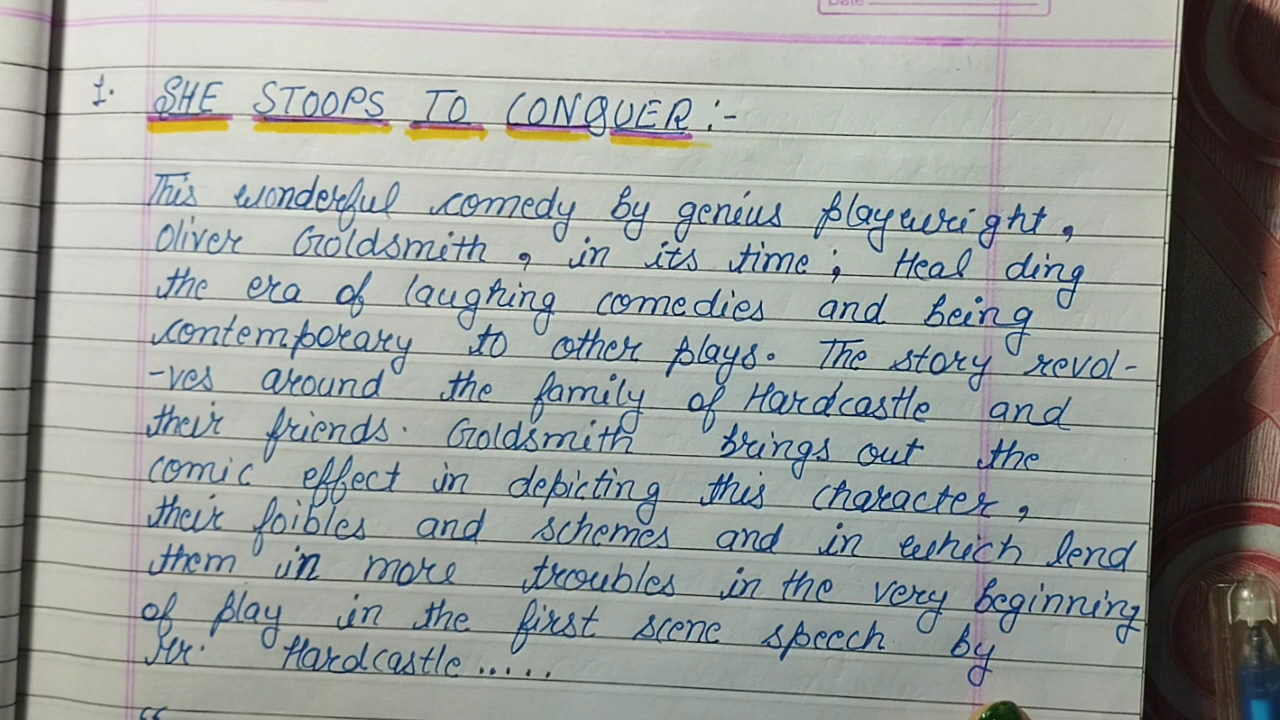 Date
1. SHE STOOPS TO CONQUER :-
This wonderful comedy by genius playwright,
Oliver Goldsmith, in its time; Heal ding
the era of laughing comedies and being
contemporary to other plays. The story revol-
-ves around the family of Hardcastle and
their friends. Goldsmith brings out the
comic effect in depicting this character,
their foibles and schemes and in which lend
them in more troubles in the very beginning
of play in the first scene speech by
Mr. Hardcastle.....
“